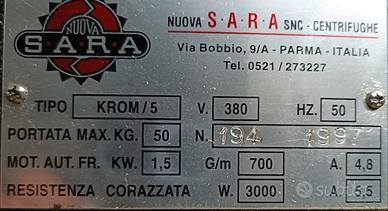 NUOVA
S·A·R·A
NUOVA S·A·R·A SNC - CENTRIFUGHE
Via Bobbio, 9/A - PARMA - ITALIA
Tel. 0521 / 273227
TIPO KROM/5 V. 380 HZ. 50
PORTATA MAX. KG. 50 N. 194 1997
MOT. AUT. FR. KW. 1,5 G/m 700 A. 4,8
RESISTENZA CORAZZATA W. 3000 A. 5,5
subito